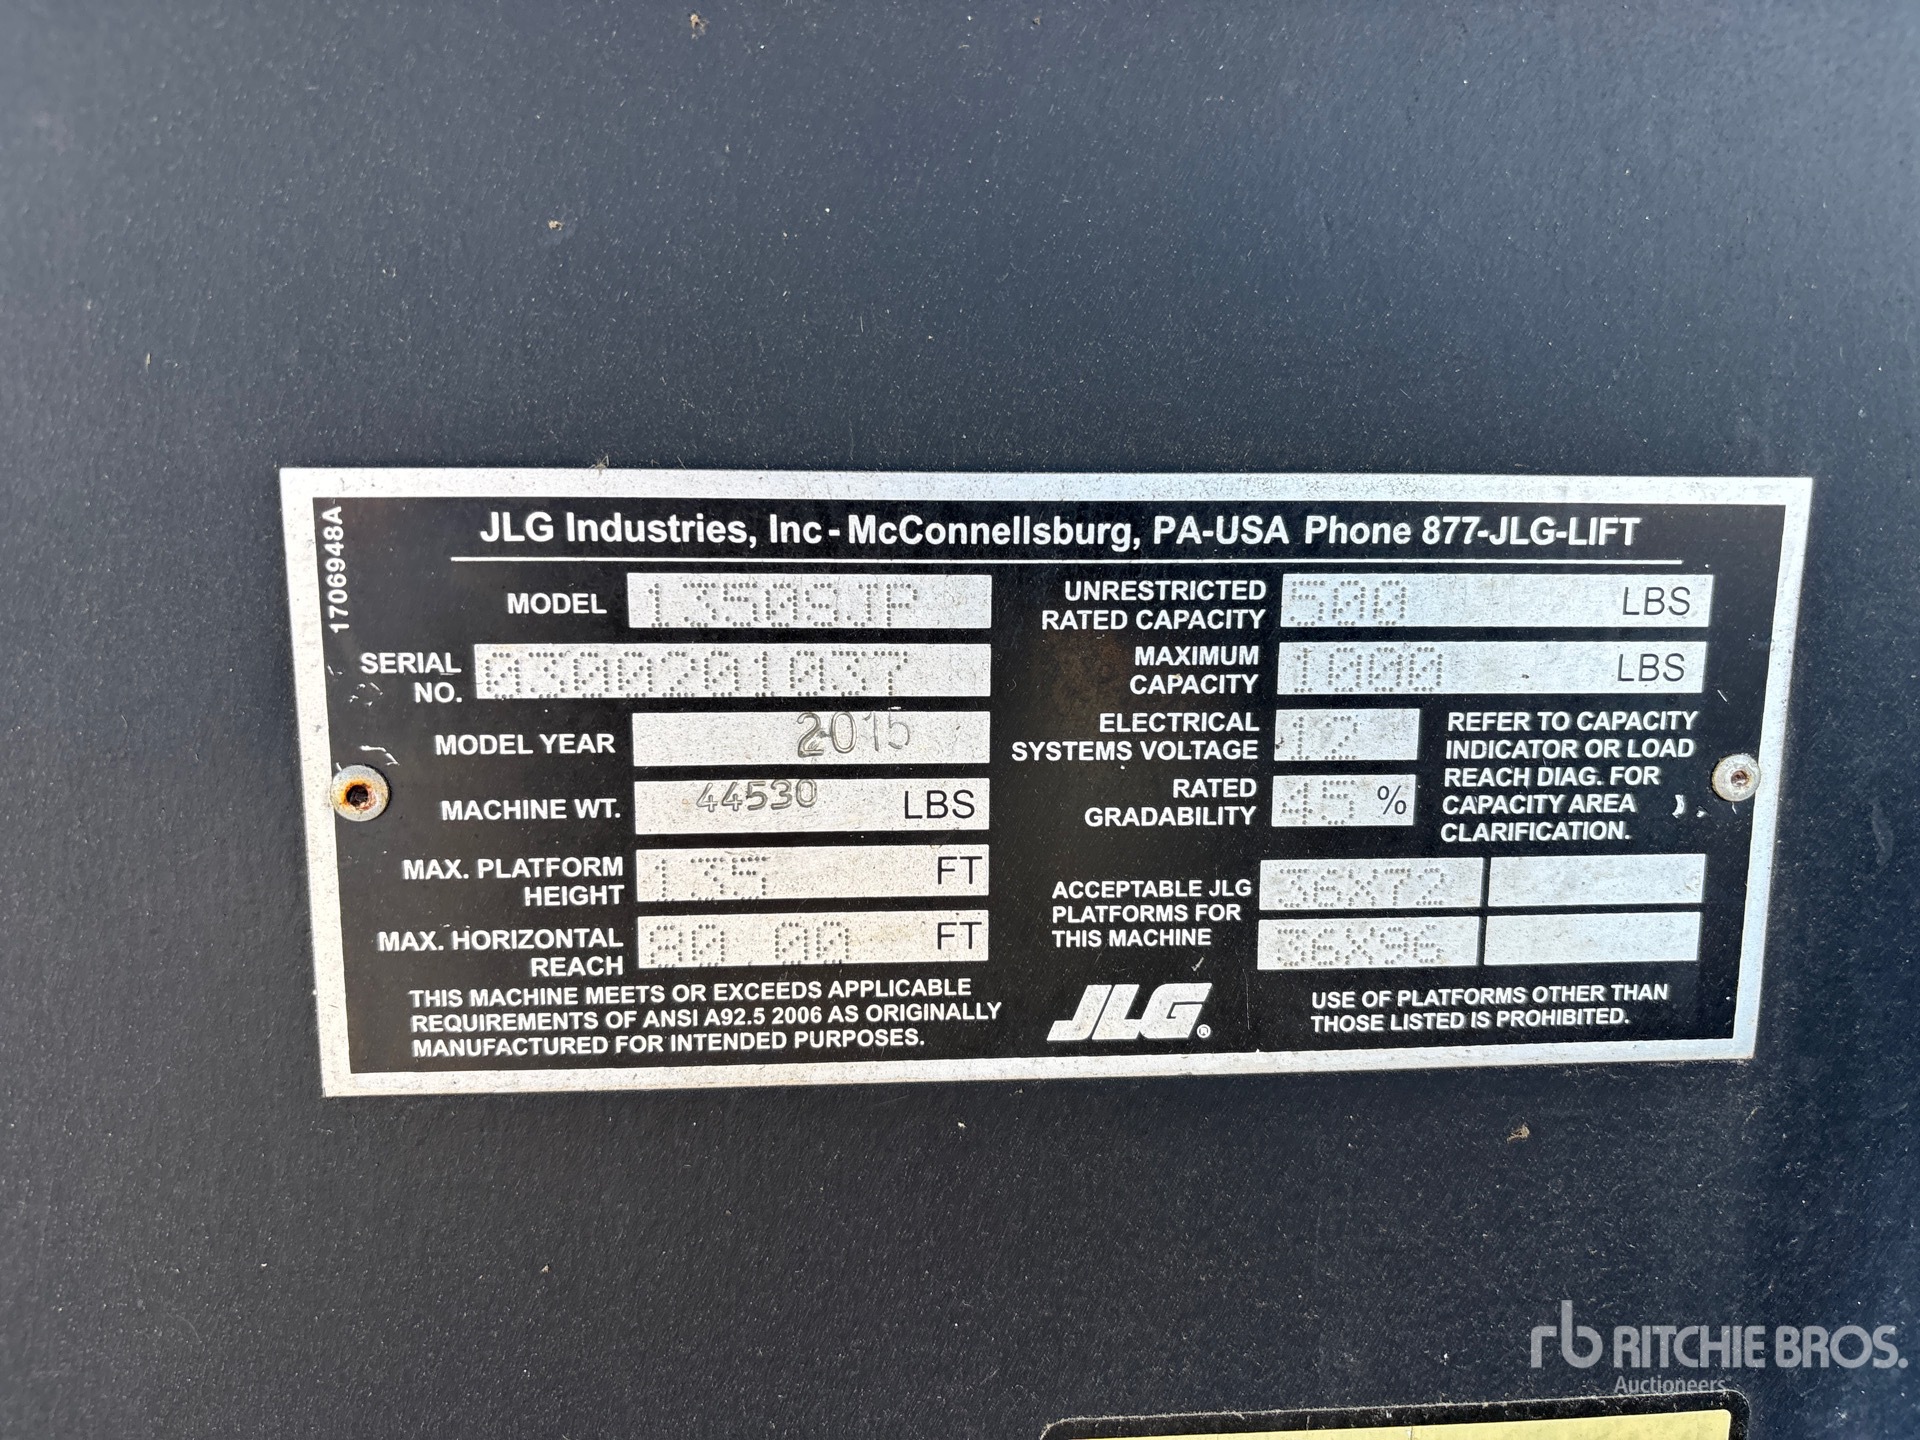 17069948A
JLG Industries, Inc - McConnellsburg, PA-USA Phone 877-JLG-LIFT
MODEL 1350SJP
SERIAL NO. 0300201037
MODEL YEAR 2015
MACHINE WT. 44530 LBS
MAX. PLATFORM
HEIGHT 135 FT
MAX. HORIZONTAL
REACH 80.00 FT
THIS MACHINE MEETS OR EXCEEDS APPLICABLE
REQUIREMENTS OF ANSI A92.5 2006 AS ORIGINALLY
MANUFACTURED FOR INTENDED PURPOSES.
UNRESTRICTED
RATED CAPACITY 500 LBS
MAXIMUM
CAPACITY 1000 LBS
ELECTRICAL
SYSTEMS VOLTAGE 12
RATED
GRADABILITY 45 %
REFER TO CAPACITY
INDICATOR OR LOAD
REACH DIAG. FOR
CAPACITY AREA
CLARIFICATION.
ACCEPTABLE JLG
PLATFORMS FOR
THIS MACHINE
36X72
36X96
JLG®
USE OF PLATFORMS OTHER THAN
THOSE LISTED IS PROHIBITED.
rb RITCHIE BROS.
Auctioneers